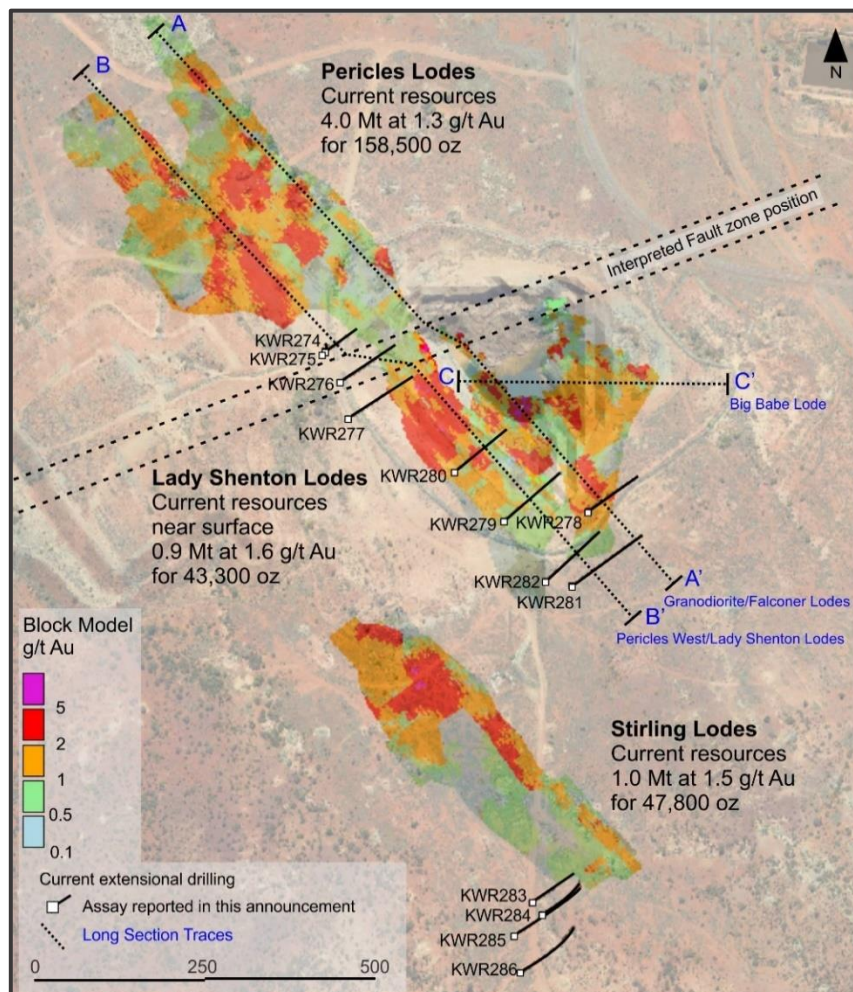 A
B
N
Pericles Lodes
Current resources
4.0 Mt at 1.3 g/t Au
for 158,500 oz
Interpreted Fault zone position
KWR274
KWR275
KWR276
KWR277
C
C'
Big Babe Lode
Lady Shenton Lodes
Current resources
near surface
0.9 Mt at 1.6 g/t Au
for 43,300 oz
KWR280
KWR279
KWR278
KWR282
KWR281
A'
Granodiorite/Falconer Lodes
B'
Pericles West/Lady Shenton Lodes
Block Model
g/t Au
5
2
1
0.5
0.1
Stirling Lodes
Current resources
1.0 Mt at 1.5 g/t Au
for 47,800 oz
Current extensional drilling
Assay reported in this announcement
Long Section Traces
0 250 500
KWR283
KWR284
KWR285
KWR286